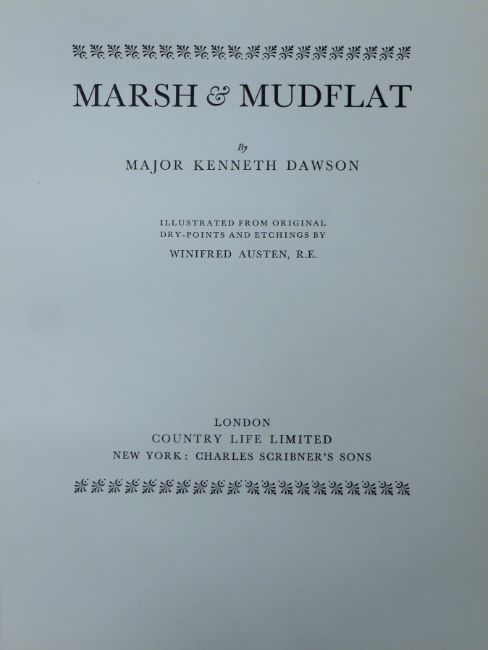 MARSH & MUDFLAT
By
MAJOR KENNETH DAWSON
ILLUSTRATED FROM ORIGINAL
DRY-POINTS AND ETCHINGS BY
WINIFRED AUSTEN, R.E.
LONDON
COUNTRY LIFE LIMITED
NEW YORK: CHARLES SCRIBNER'S SONS